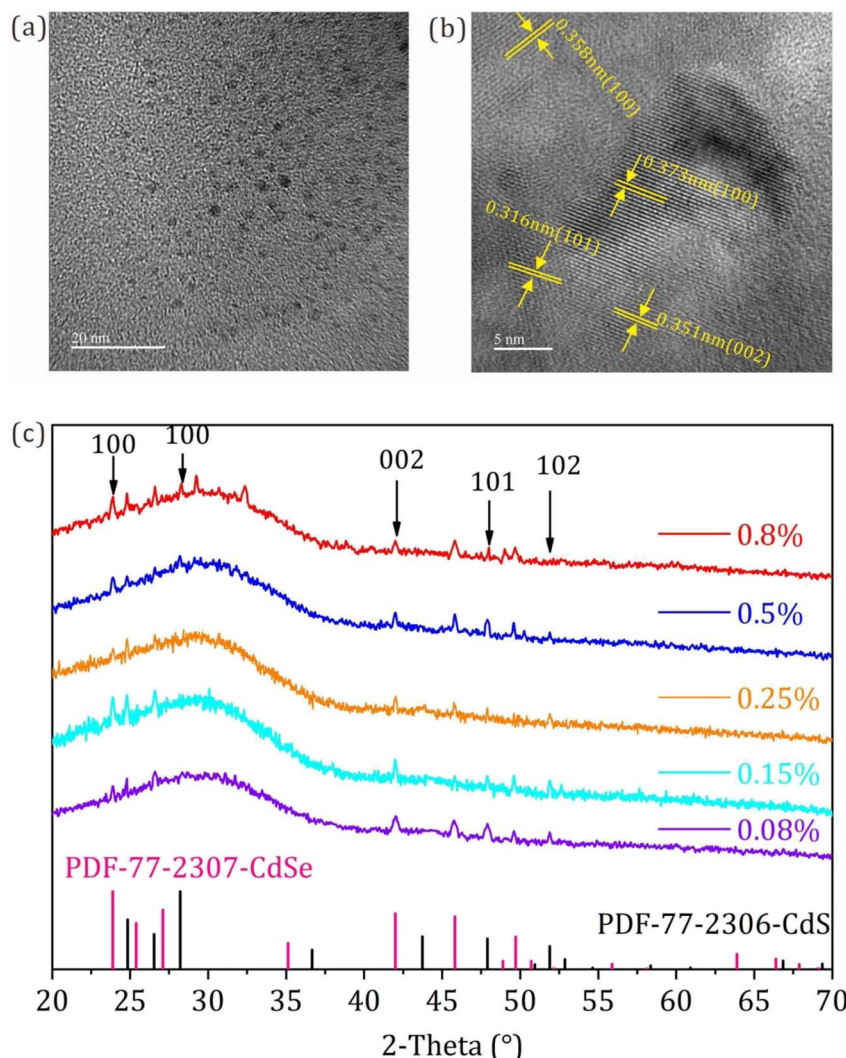 (a)
20 nm
(b)
0.358nm(100)
0.373nm(100)
0.316nm(101)
0.351nm(002)
5 nm
(c)
100
100
002
101
102
0.8%
0.5%
0.25%
0.15%
0.08%
PDF-77-2307-CdSe
PDF-77-2306-CdS
20 25 30 35 40 45 50 55 60 65 70
2-Theta (°)